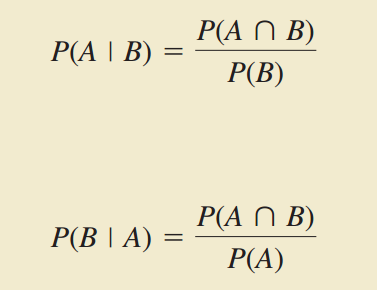 P(A | B) = P(A ∩ B) / P(B)
P(B | A) = P(A ∩ B) / P(A)